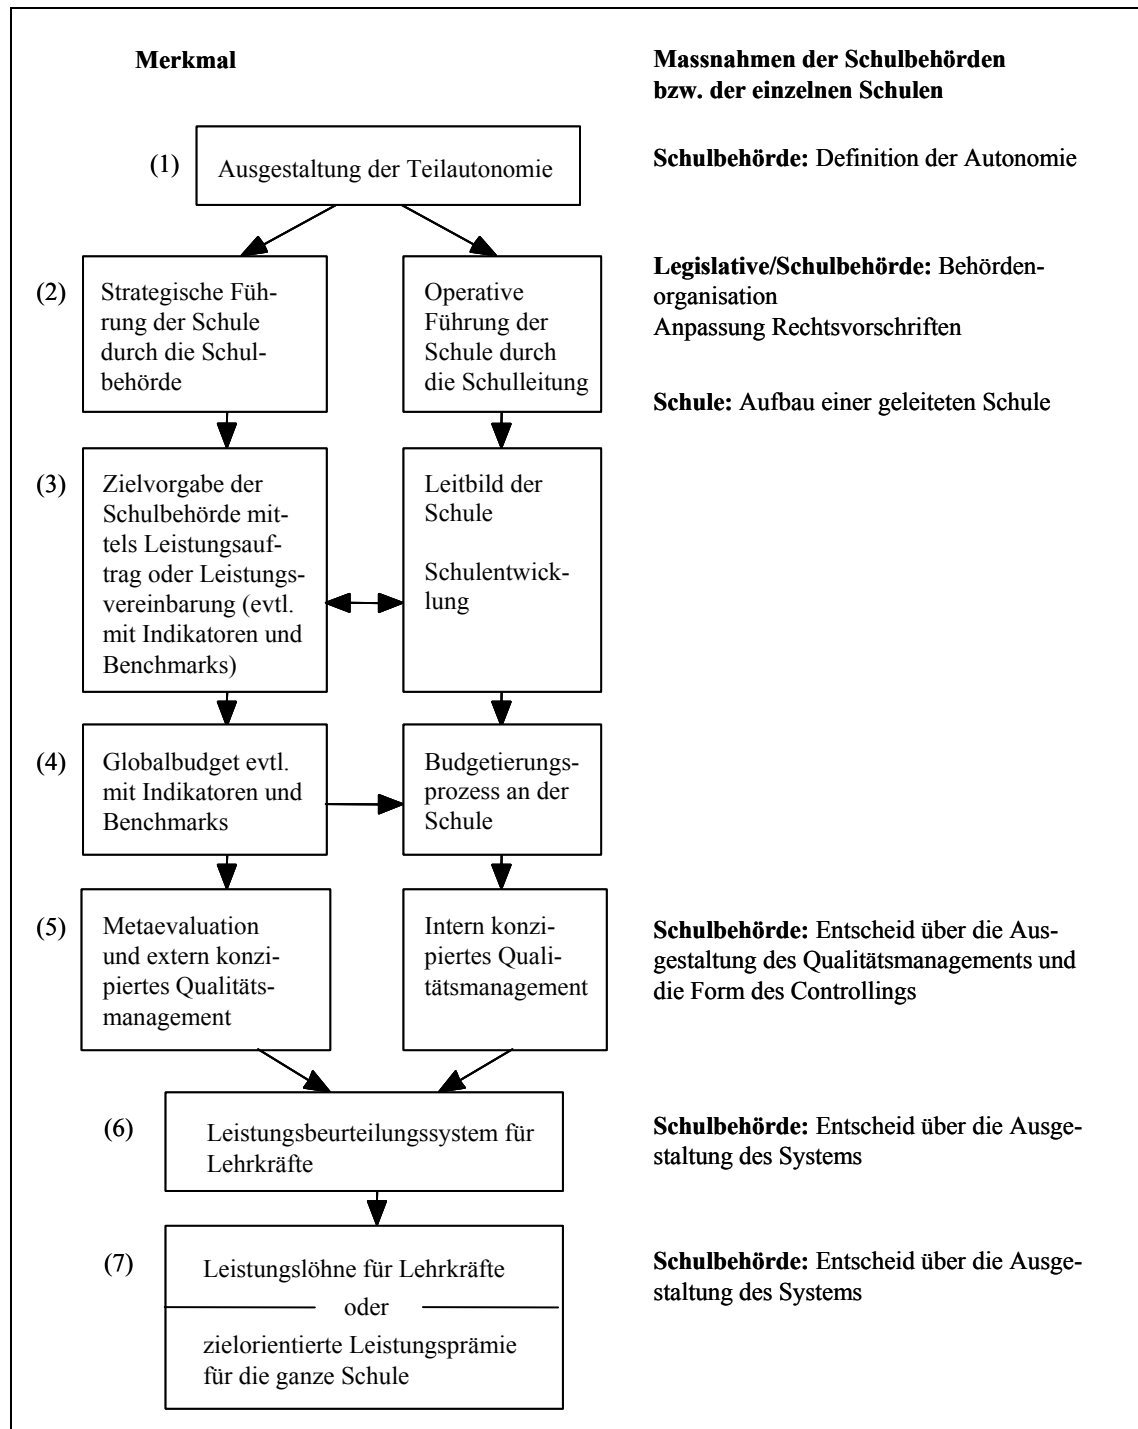 Merkmal
Massnahmen der Schulbehörden
bzw. der einzelnen Schulen
(1)
Ausgestaltung der Teilautonomie
Schulbehörde: Definition der Autonomie
(2)
Strategische Füh-
rung der Schule
durch die Schul-
behörde
Operative
Führung der
Schule durch
die Schulleitung
Legislative/Schulbehörde: Behörden-
organisation
Anpassung Rechtsvorschriften
Schule: Aufbau einer geleiteten Schule
(3)
Zielvorgabe der
Schulbehörde mit-
tels Leistungsauf-
trag oder Leistungs-
vereinbarung (evtl.
mit Indikatoren und
Benchmarks)
Leitbild der
Schule
Schulentwick-
lung
(4)
Globalbudget evtl.
mit Indikatoren und
Benchmarks
Budgetierungs-
prozess an der
Schule
(5)
Metaevaluation
und extern konzi-
piertes Qualitäts-
management
Intern konzi-
piertes Quali-
tätsmanagement
Schulbehörde: Entscheid über die Aus-
gestaltung des Qualitätsmanagements und
die Form des Controllings
(6)
Leistungsbeurteilungssystem für
Lehrkräfte
Schulbehörde: Entscheid über die Ausge-
staltung des Systems
(7)
Leistungslöhne für Lehrkräfte
oder
zielorientierte Leistungsprämie
für die ganze Schule
Schulbehörde: Entscheid über die Ausge-
staltung des Systems